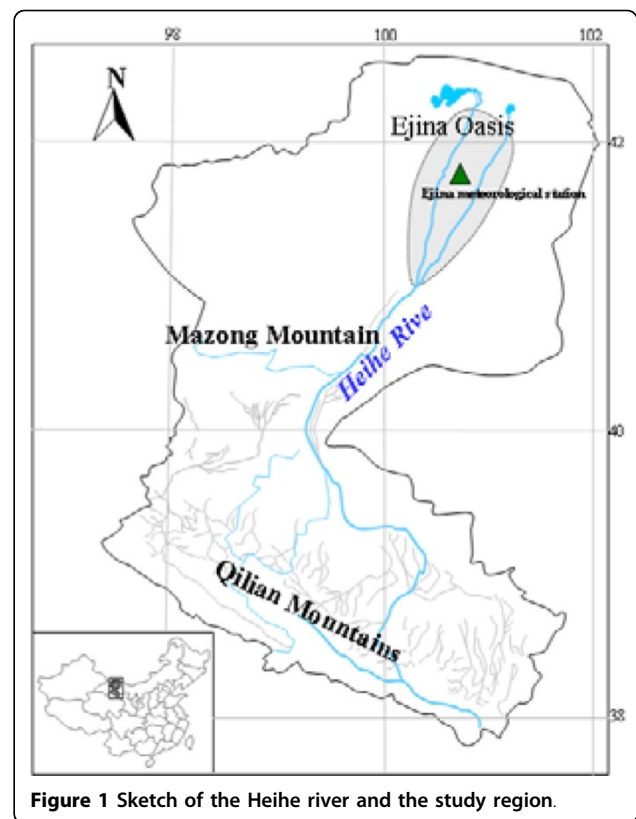 98 100 102
N
Ejina Oasis
42
Ejina meteorological station
Mazong Mountain
Heihe Rive
40
Qilian Mountains
38
Figure 1 Sketch of the Heihe river and the study region.